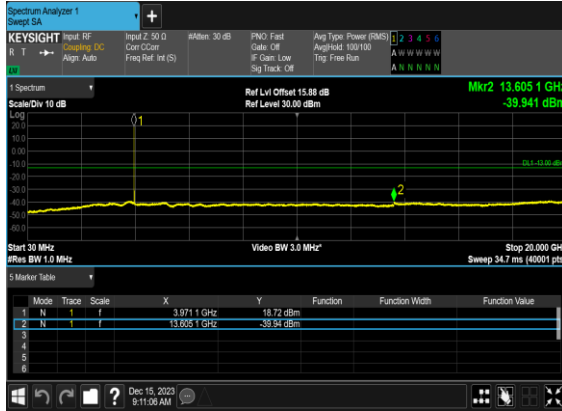 Spectrum Analyzer 1
Swept SA
+
KEYSIGHT Input: RF Input Z: 50 Ω #Atten: 30 dB PNO: Fast Avg Type: Power (RMS) 1 2 3 4 5 6
R T Coupling: DC Corr CCorr Gate: Off Avg|Hold: 100/100 A W W W W W
Align: Auto Freq Ref: Int (S) IF Gain: Low Trig: Free Run
Sig Track: Off A N N N N N
1 Spectrum Ref Lvl Offset 15.88 dB Mkr2 13.605 1 GHz
Scale/Div 10 dB Ref Level 30.00 dBm -39.941 dBm
Log
1
20.0
10.0
0.00
-10.0 DL1 -13.00 dBm
-20.0
-30.0
2
-40.0
-50.0
-60.0
Start 30 MHz Video BW 3.0 MHz* Stop 20.000 GHz
#Res BW 1.0 MHz Sweep 34.7 ms (40001 pts)
5 Marker Table
Mode Trace Scale X Y Function Function Width Function Value
1 N 1 f 3.971 1 GHz 18.72 dBm
2 N 1 f 13.605 1 GHz -39.94 dBm
3
4
5
6
? Dec 15, 2023
9:11:06 AM